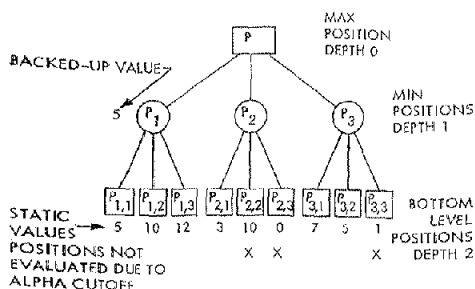 P
MAX
POSITION
DEPTH 0
BACKED-UP VALUE
5
P1
P2
P3
MIN
POSITIONS
DEPTH 1
P1,1 P1,2 P1,3 P2,1 P2,2 P2,3 P3,1 P3,2 P3,3
BOTTOM
LEVEL
POSITIONS
DEPTH 2
STATIC
VALUES
5 10 12 3 10 0 7 5 1
POSITIONS NOT
EVALUATED DUE TO
ALPHA CUTOFF
X X X